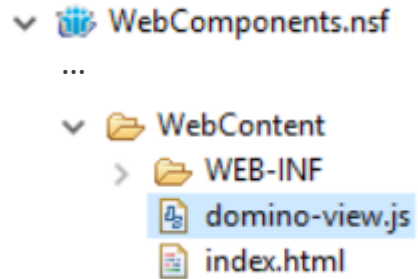 WebComponents.nsf
...
WebContent
WEB-INF
domino-view.js
index.html